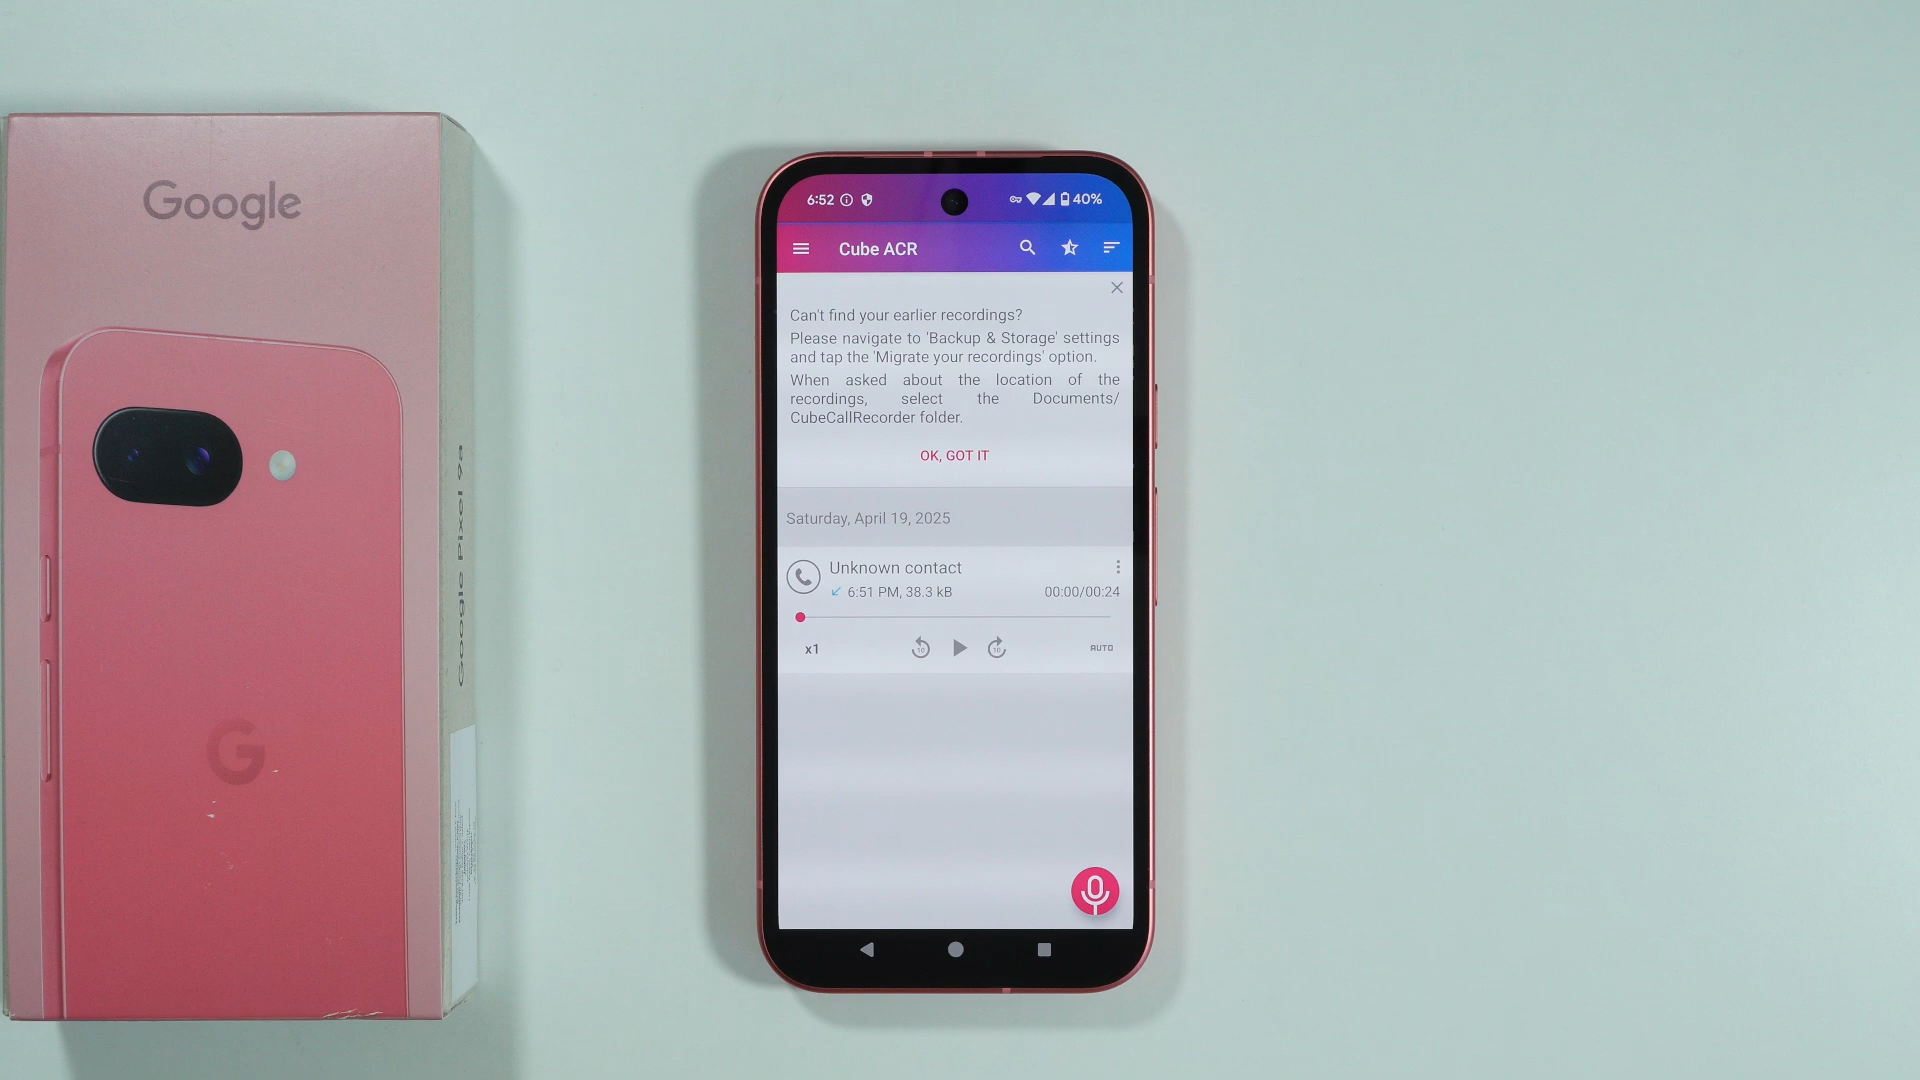 Google
Google Pixel 9a
6:52
40%
Cube ACR
Can't find your earlier recordings?
Please navigate to 'Backup & Storage' settings
and tap the 'Migrate your recordings' option.
When asked about the location of the
recordings, select the Documents/
CubeCallRecorder folder.
OK, GOT IT
Saturday, April 19, 2025
Unknown contact
6:51 PM, 38.3 kB
00:00/00:24
x1
10
10
AUTO